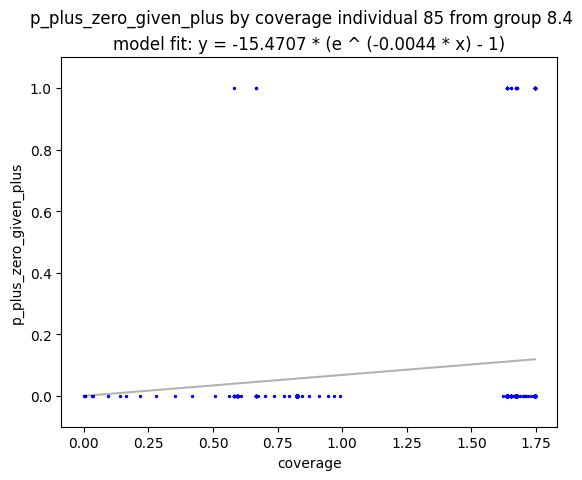 p_plus_zero_given_plus by coverage individual 85 from group 8.4
model fit: y = -15.4707 * (e ^ (-0.0044 * x) - 1)
1.0
0.8
0.6
0.4
0.2
0.0
p_plus_zero_given_plus
0.00 0.25 0.50 0.75 1.00 1.25 1.50 1.75
coverage